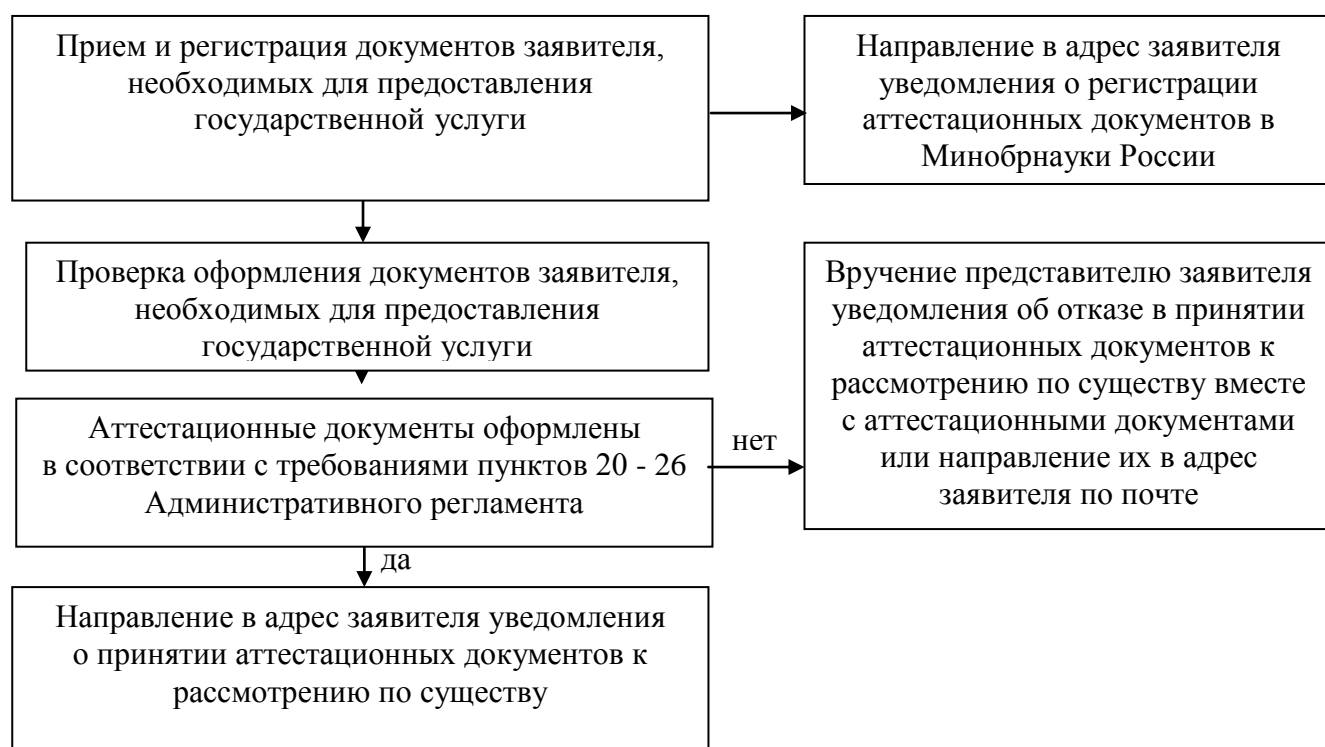 Прием и регистрация документов заявителя,
необходимых для предоставления
государственной услуги
Направление в адрес заявителя
уведомления о регистрации
аттестационных документов в
Минобрнауки России
Проверка оформления документов заявителя,
необходимых для предоставления
государственной услуги
Вручение представителю заявителя
уведомления об отказе в принятии
аттестационных документов к
рассмотрению по существу вместе
с аттестационными документами
или направление их в адрес
заявителя по почте
Аттестационные документы оформлены
в соответствии с требованиями пунктов 20 - 26
Административного регламента
нет
да
Направление в адрес заявителя уведомления
о принятии аттестационных документов к
рассмотрению по существу